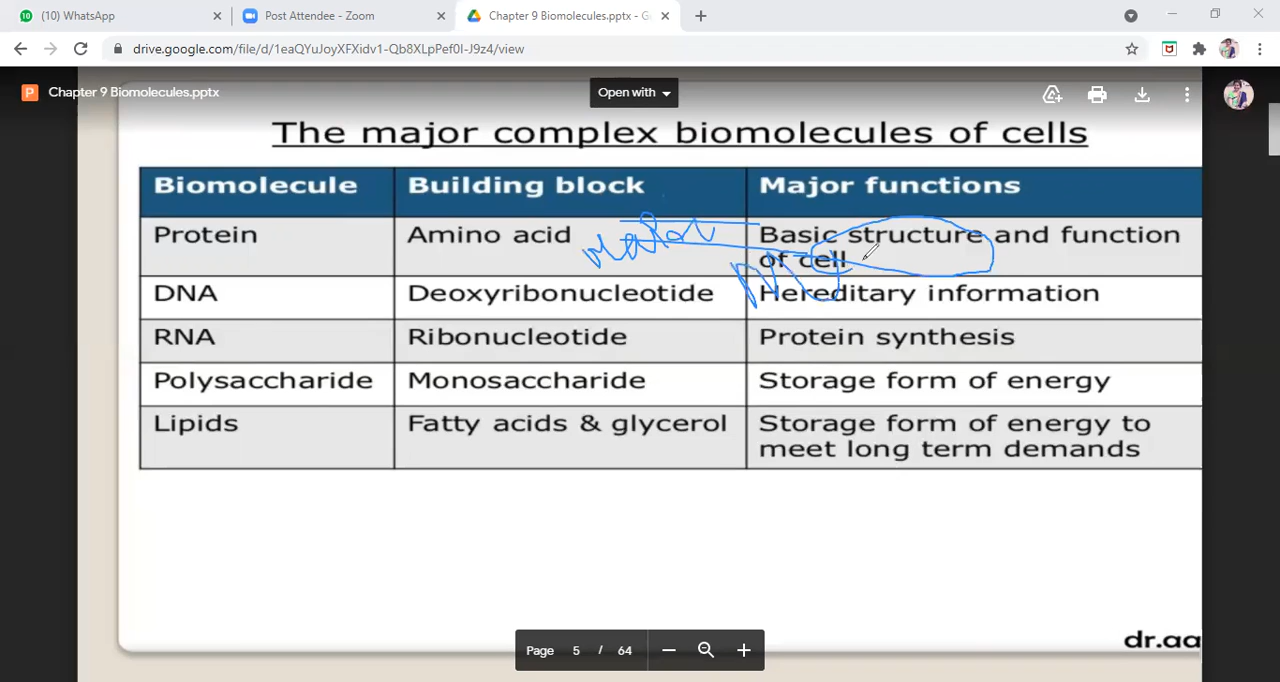 (10) WhatsApp
Post Attendee - Zoom
Chapter 9 Biomolecules.pptx - G
drive.google.com/file/d/1eaQYuJoyXFXidv1-Qb8XLpPef0I-J9z4/view
Chapter 9 Biomolecules.pptx
Open with
The major complex biomolecules of cells
Biomolecule Building block Major functions
Protein Amino acid Basic structure and function
of cell
DNA Deoxyribonucleotide Hereditary information
RNA Ribonucleotide Protein synthesis
Polysaccharide Monosaccharide Storage form of energy
Lipids Fatty acids & glycerol Storage form of energy to
meet long term demands
Page 5 / 64
dr.aa